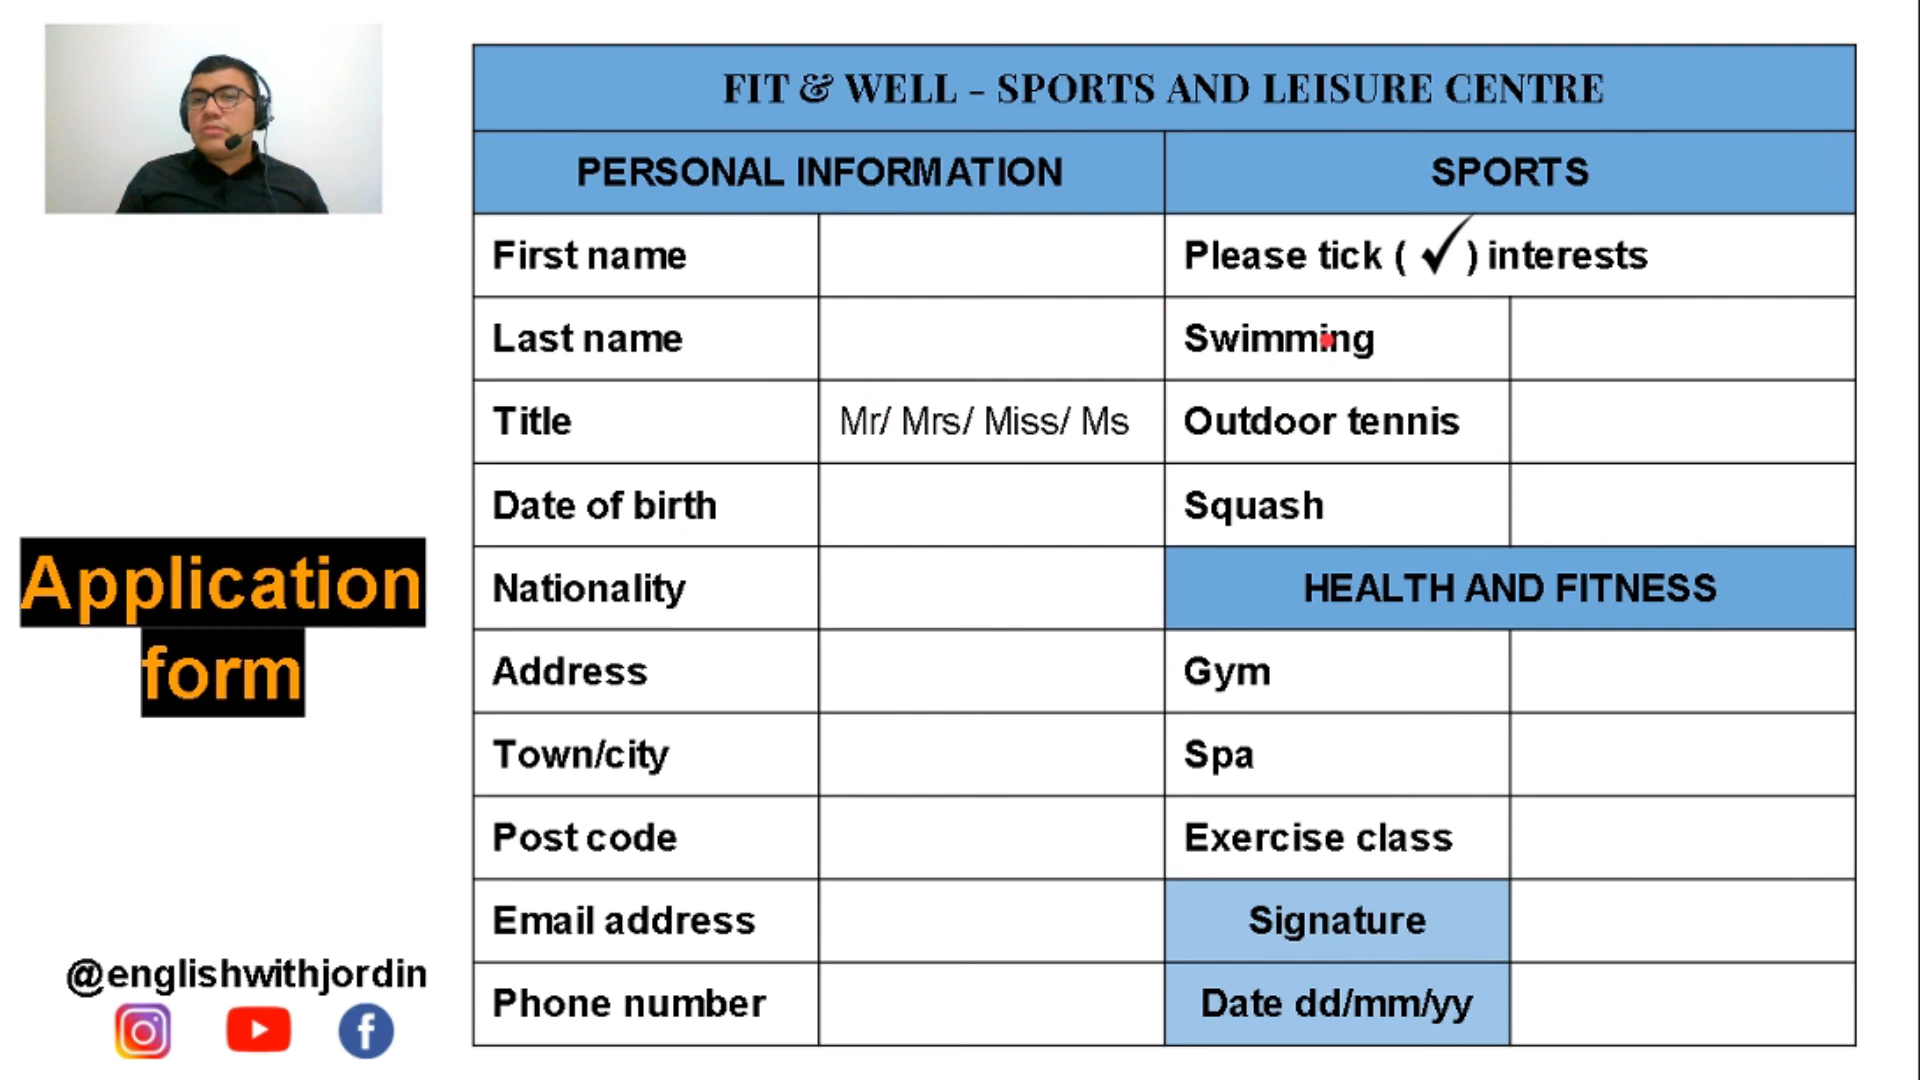 FIT & WELL - SPORTS AND LEISURE CENTRE
PERSONAL INFORMATION
First name
Last name
Title Mr/ Mrs/ Miss/ Ms
Date of birth
Nationality
Address
Town/city
Post code
Email address
Phone number
SPORTS
Please tick ( ✓ ) interests
Swimming
Outdoor tennis
Squash
HEALTH AND FITNESS
Gym
Spa
Exercise class
Signature
Date dd/mm/yy
Application
form
@englishwithjordin